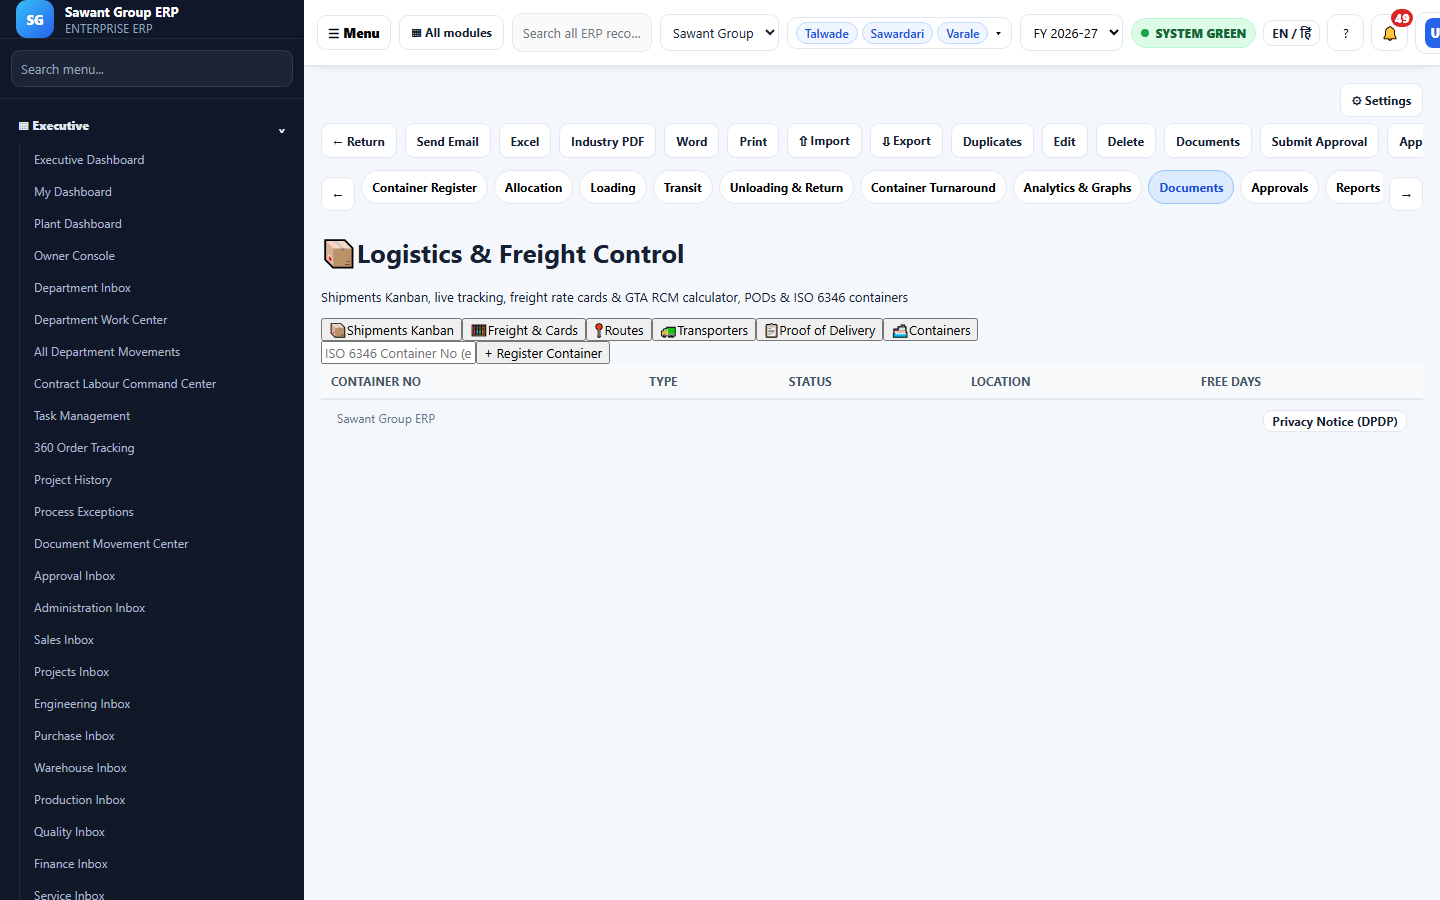 SG
Sawant Group ERP
ENTERPRISE ERP
Search menu...
Executive
Executive Dashboard
My Dashboard
Plant Dashboard
Owner Console
Department Inbox
Department Work Center
All Department Movements
Contract Labour Command Center
Task Management
360 Order Tracking
Project History
Process Exceptions
Document Movement Center
Approval Inbox
Administration Inbox
Sales Inbox
Projects Inbox
Engineering Inbox
Purchase Inbox
Warehouse Inbox
Production Inbox
Quality Inbox
Finance Inbox
Service Inbox
☰ Menu
All modules
Search all ERP reco...
Sawant Group
Talwade
Sawardari
Varale
FY 2026-27
SYSTEM GREEN
EN / हिं
?
49
U
⚙ Settings
← Return
Send Email
Excel
Industry PDF
Word
Print
⇧ Import
⇩ Export
Duplicates
Edit
Delete
Documents
Submit Approval
App
←
Container Register
Allocation
Loading
Transit
Unloading & Return
Container Turnaround
Analytics & Graphs
Documents
Approvals
Reports
→
Logistics & Freight Control
Shipments Kanban, live tracking, freight rate cards & GTA RCM calculator, PODs & ISO 6346 containers
Shipments Kanban
Freight & Cards
Routes
Transporters
Proof of Delivery
Containers
ISO 6346 Container No (e
+ Register Container
CONTAINER NO
TYPE
STATUS
LOCATION
FREE DAYS
Sawant Group ERP
Privacy Notice (DPDP)